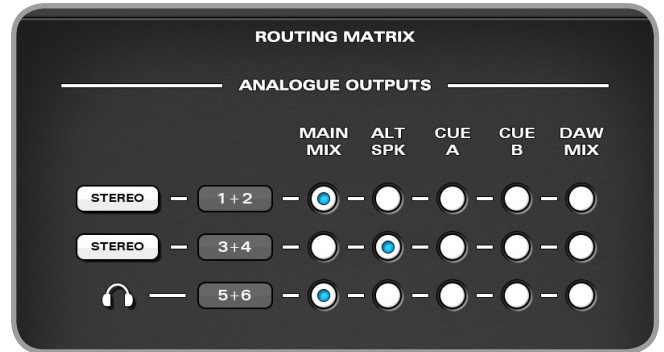 ROUTING MATRIX
ANALOGUE OUTPUTS
MAIN MIX ALT SPK CUE A CUE B DAW MIX
STEREO 1+2
STEREO 3+4
5+6